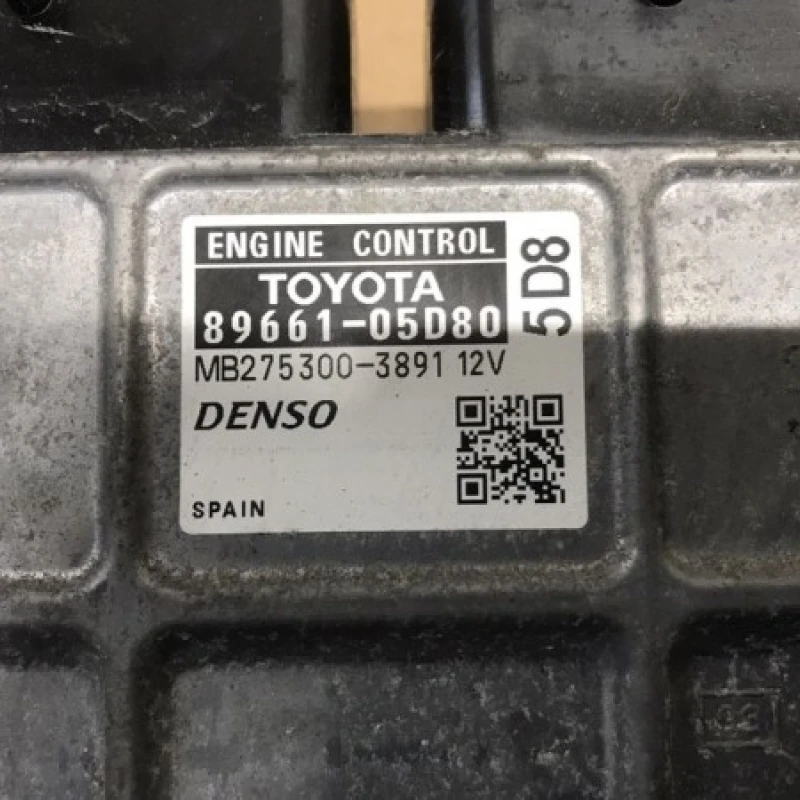 ENGINE CONTROL
TOYOTA
89661-05D80
5D8
MB275300-3891 12V
DENSO
SPAIN